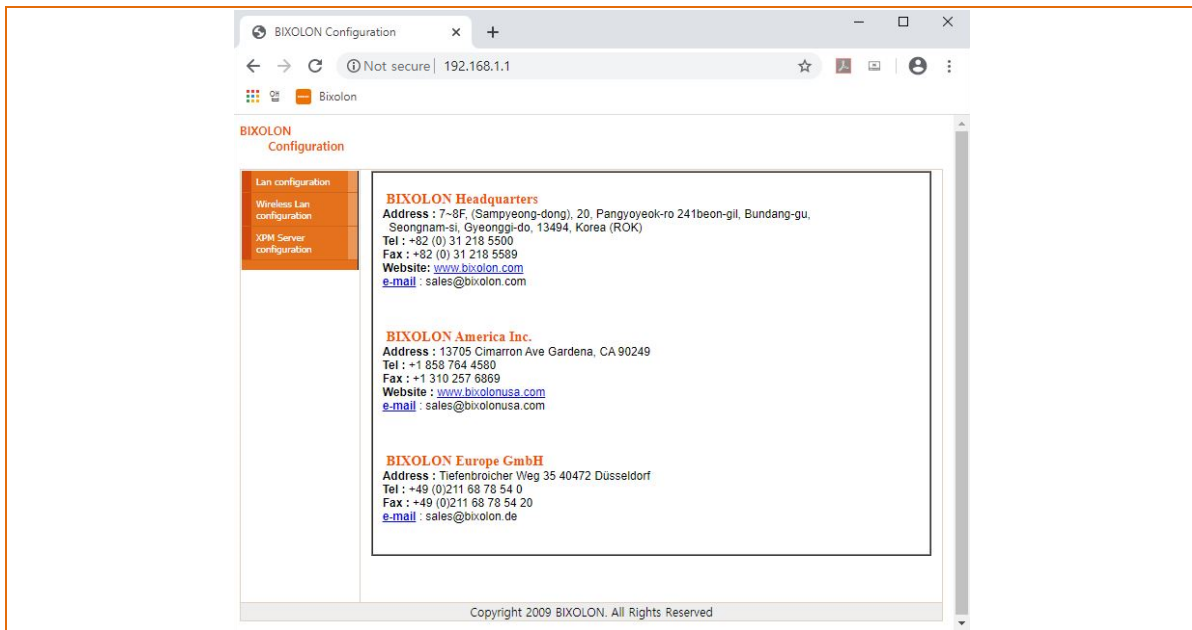 BIXOLON Configuration
Not secure | 192.168.1.1
Bixolon
BIXOLON
Configuration
Lan configuration
Wireless Lan
configuration
XPM Server
configuration
BIXOLON Headquarters
Address : 7~8F, (Sampyeong-dong), 20, Pangyoyeok-ro 241beon-gil, Bundang-gu,
Seongnam-si, Gyeonggi-do, 13494, Korea (ROK)
Tel : +82 (0) 31 218 5500
Fax : +82 (0) 31 218 5589
Website: www.bixolon.com
e-mail : sales@bixolon.com
BIXOLON America Inc.
Address : 13705 Cimarron Ave Gardena, CA 90249
Tel : +1 858 764 4580
Fax : +1 310 257 6869
Website : www.bixolonusa.com
e-mail : sales@bixolonusa.com
BIXOLON Europe GmbH
Address : Tiefenbroicher Weg 35 40472 Düsseldorf
Tel : +49 (0)211 68 78 54 0
Fax : +49 (0)211 68 78 54 20
e-mail : sales@bixolon.de
Copyright 2009 BIXOLON. All Rights Reserved